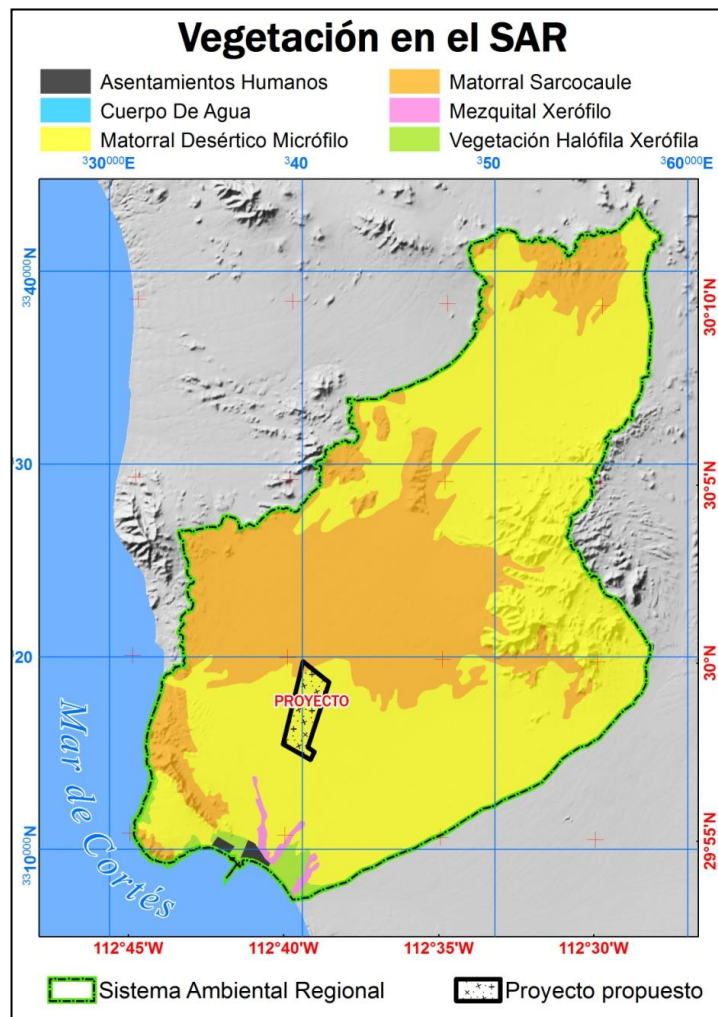 Vegetación en el SAR
Asentamientos Humanos
Matorral Sarcocaule
Cuerpo De Agua
Mezquital Xerófilo
Matorral Desértico Micrófilo
Vegetación Halófila Xerófila
330000E
340
350
360000E
3340000N
30°10'N
3330
30°5'N
3320
30°N
PROYECTO
Mar de Cortés
29°55'N
3310000N
112°45'W
112°40'W
112°35'W
112°30'W
Sistema Ambiental Regional
Proyecto propuesto